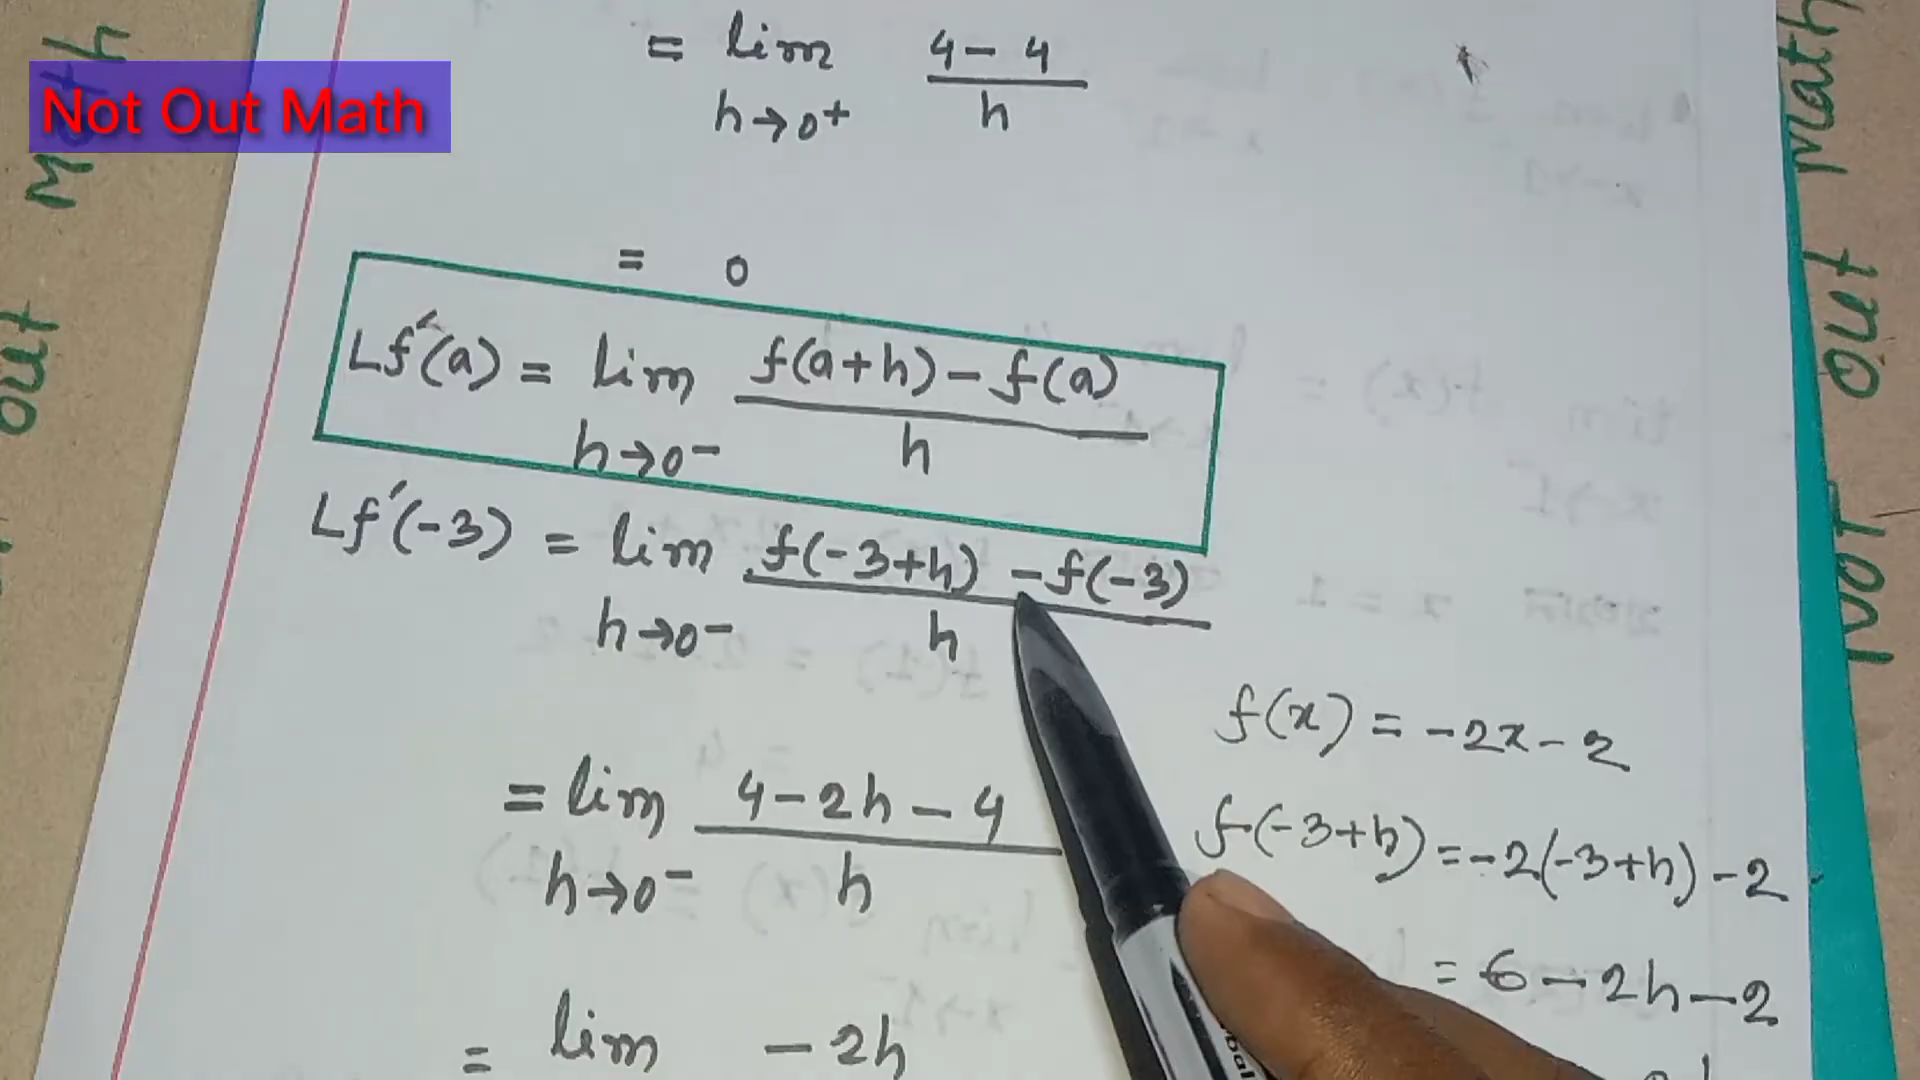 Not Out Math
= lim 4 - 4
h→0+ h
= 0
Lf'(a) = lim f(a+h) - f(a)
h→0- h
Lf'(-3) = lim f(-3+h) - f(-3)
h→0- h
= lim 4-2h-4
h→0- h
= lim -2h
f(x) = -2x-2
f(-3+h) = -2(-3+h)-2
= 6-2h-2
out Math
Not out math